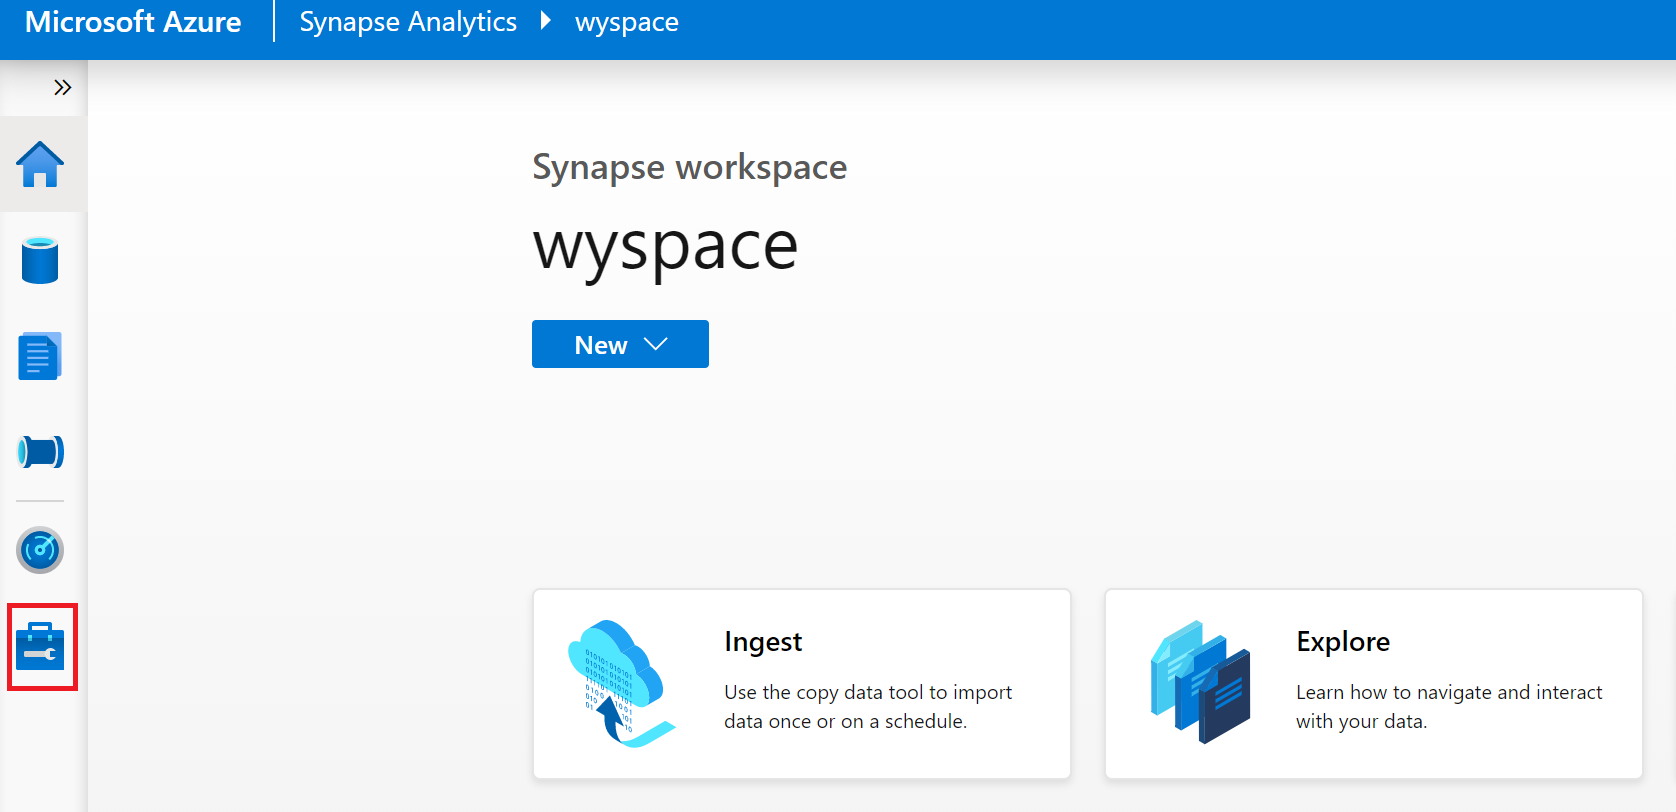 Microsoft Azure
Synapse Analytics
wyspace
Synapse workspace
wyspace
New
Ingest
Use the copy data tool to import
data once or on a schedule.
Explore
Learn how to navigate and interact
with your data.